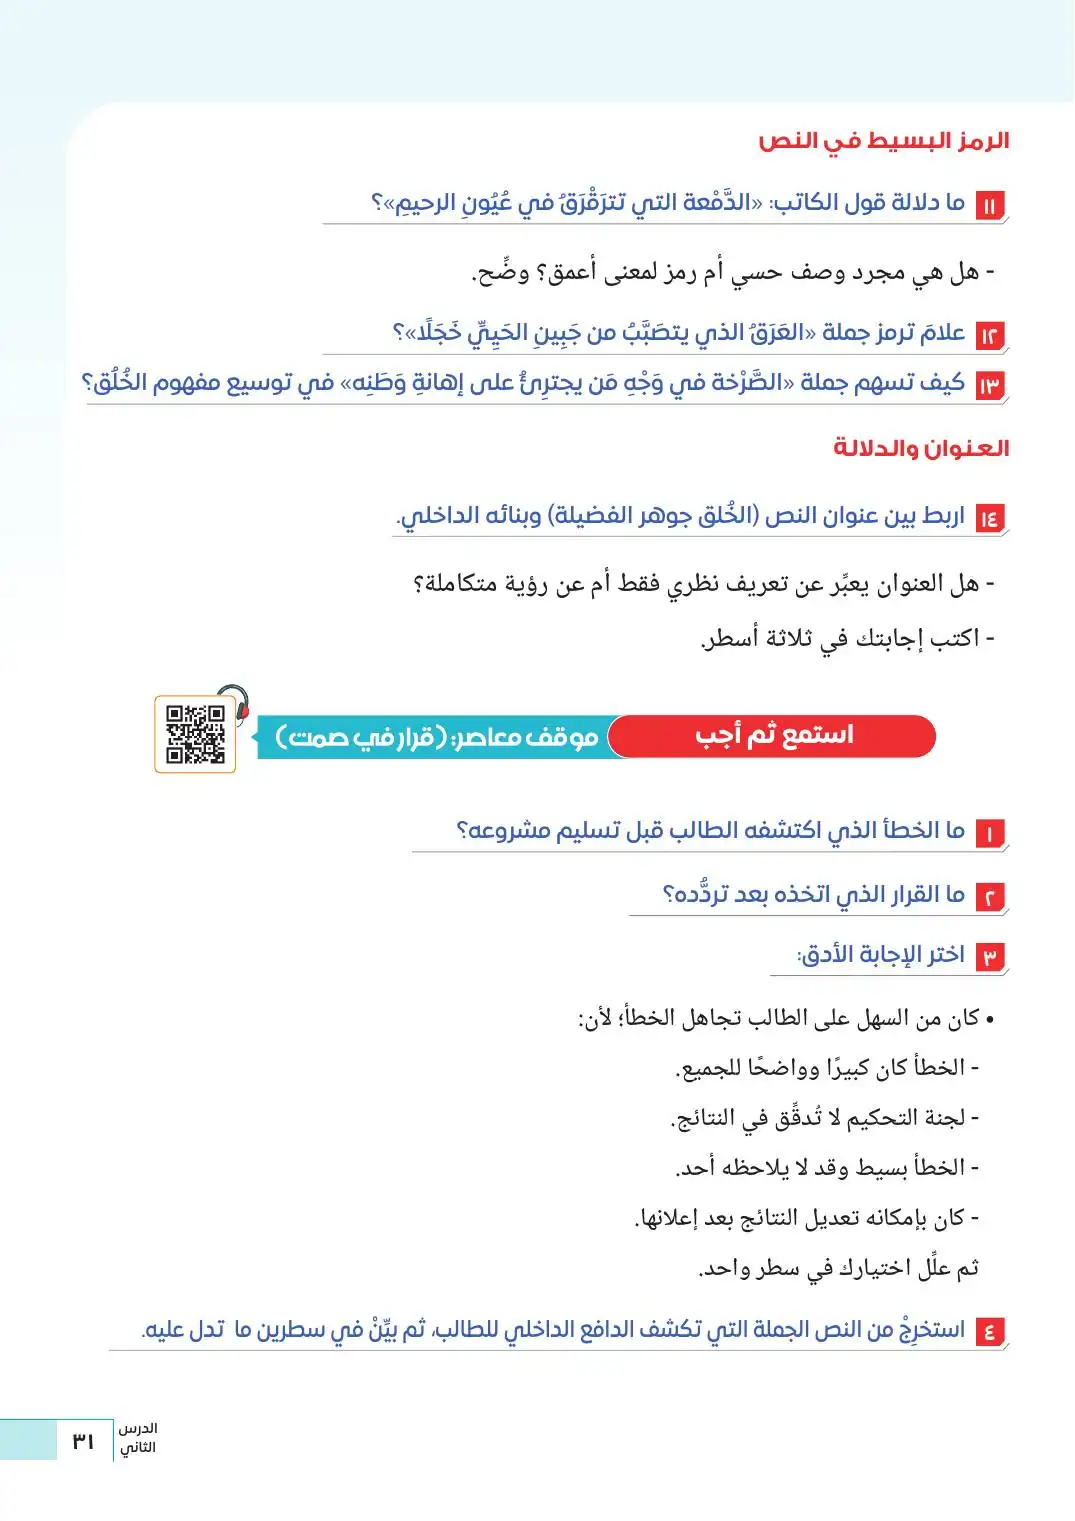 الرمز البسيط في النص
١١ ما دلالة قول الكاتب: «الدَّمْعة التي تترَقْرَقُ في عُيُونِ الرحيمِ»؟
- هل هي مجرد وصف حسي أم رمز لمعنى أعمق؟ وضِّح.
١٢ علامَ ترمز جملة «العَرَقُ الذي يتصَبَّبُ من جَبِينِ الحَيِيِّ خَجَلًا»؟
١٣ كيف تسهم جملة «الصَّرْخة في وَجْهِ مَن يجترِئُ على إهانةِ وَطَنِه» في توسيع مفهوم الخُلُق؟
العنوان والدلالة
١٤ اربط بين عنوان النص (الخُلق جوهر الفضيلة) وبنائه الداخلي.
- هل العنوان يعبِّر عن تعريف نظري فقط أم عن رؤية متكاملة؟
- اكتب إجابتك في ثلاثة أسطر.
استمع ثم أجب موقف معاصر: (قرار في صمت)
١ ما الخطأ الذي اكتشفه الطالب قبل تسليم مشروعه؟
٢ ما القرار الذي اتخذه بعد تردُّده؟
٣ اختر الإجابة الأدق:
• كان من السهل على الطالب تجاهل الخطأ؛ لأن:
- الخطأ كان كبيرًا وواضحًا للجميع.
- لجنة التحكيم لا تُدقِّق في النتائج.
- الخطأ بسيط وقد لا يلاحظه أحد.
- كان بإمكانه تعديل النتائج بعد إعلانها.
ثم علِّل اختيارك في سطر واحد.
٤ استخرِجْ من النص الجملة التي تكشف الدافع الداخلي للطالب، ثم بيِّنْ في سطرين ما تدل عليه.
الدرس
الثاني
٣١